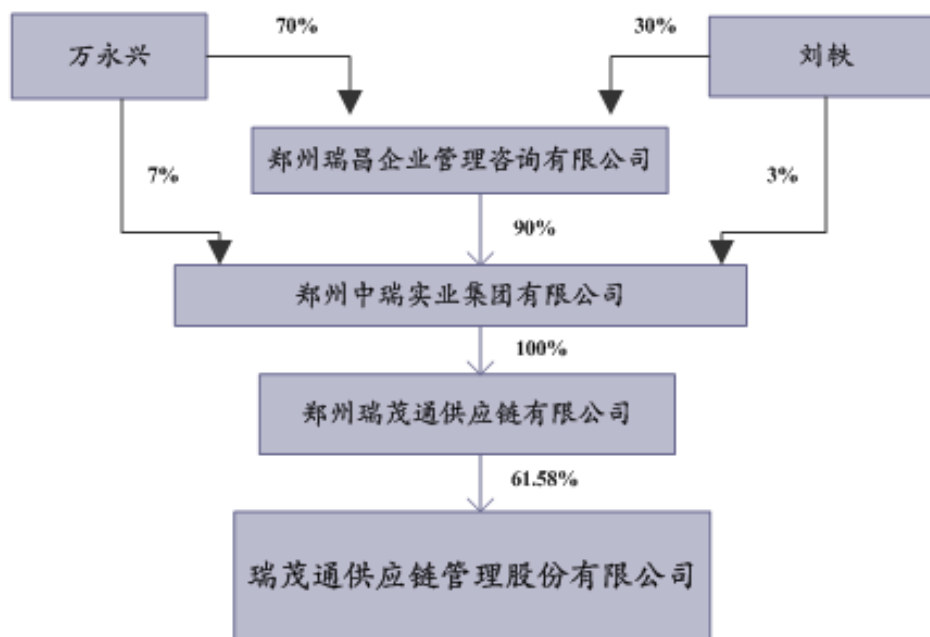 万永兴
70%
30%
刘轶
郑州瑞昌企业管理咨询有限公司
7%
3%
90%
郑州中瑞实业集团有限公司
100%
郑州瑞茂通供应链有限公司
61.58%
瑞茂通供应链管理股份有限公司